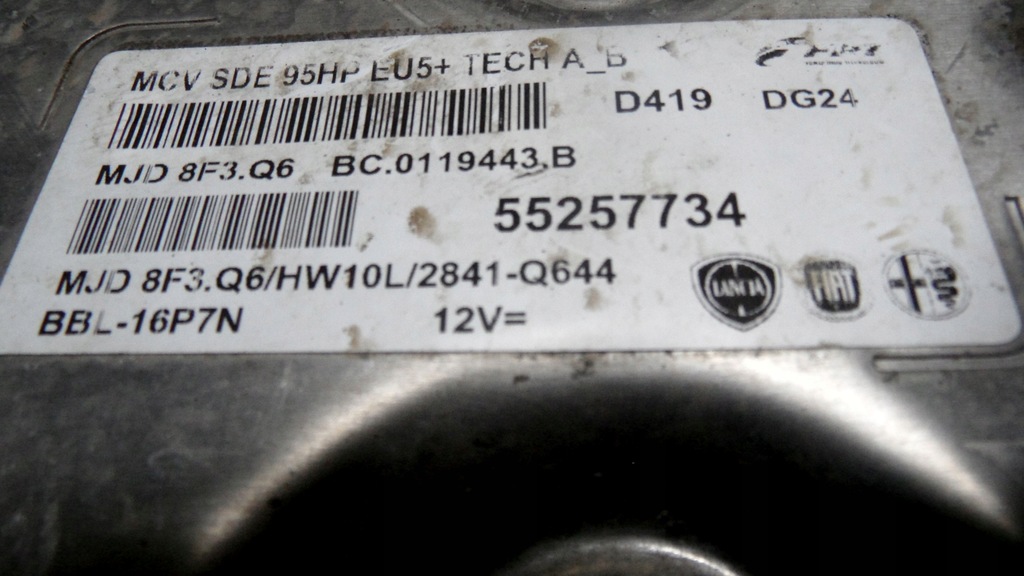 MCV SDE 95HP EU5+ TECH A_B
D419 DG24
MJD 8F3.Q6 BC.0119443.B
55257734
MJD 8F3.Q6/HW10L/2841-Q644
BBL-16P7N 12V=
LANCIA FIAT